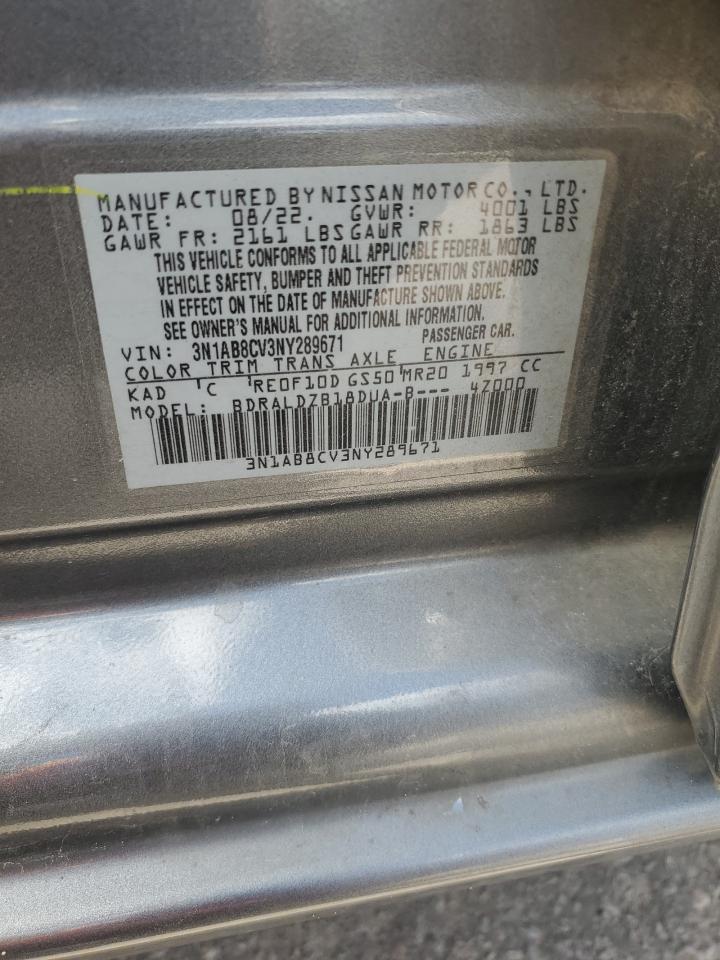 MANUFACTURED BY NISSAN MOTOR CO., LTD.
DATE: 08/22. GVWR: 4001 LBS
GAWR FR: 2161 LBS GAWR RR: 1863 LBS
THIS VEHICLE CONFORMS TO ALL APPLICABLE FEDERAL MOTOR
VEHICLE SAFETY, BUMPER AND THEFT PREVENTION STANDARDS
IN EFFECT ON THE DATE OF MANUFACTURE SHOWN ABOVE.
SEE OWNER'S MANUAL FOR ADDITIONAL INFORMATION.
VIN: 3N1AB8CV3NY289671 PASSENGER CAR.
COLOR TRIM TRANS AXLE ENGINE
KAD C RE0F10D GS50 MR20 1997 CC
MODEL: BDRALDZB18DUA-B--- 4Z000
3N1AB8CV3NY289671